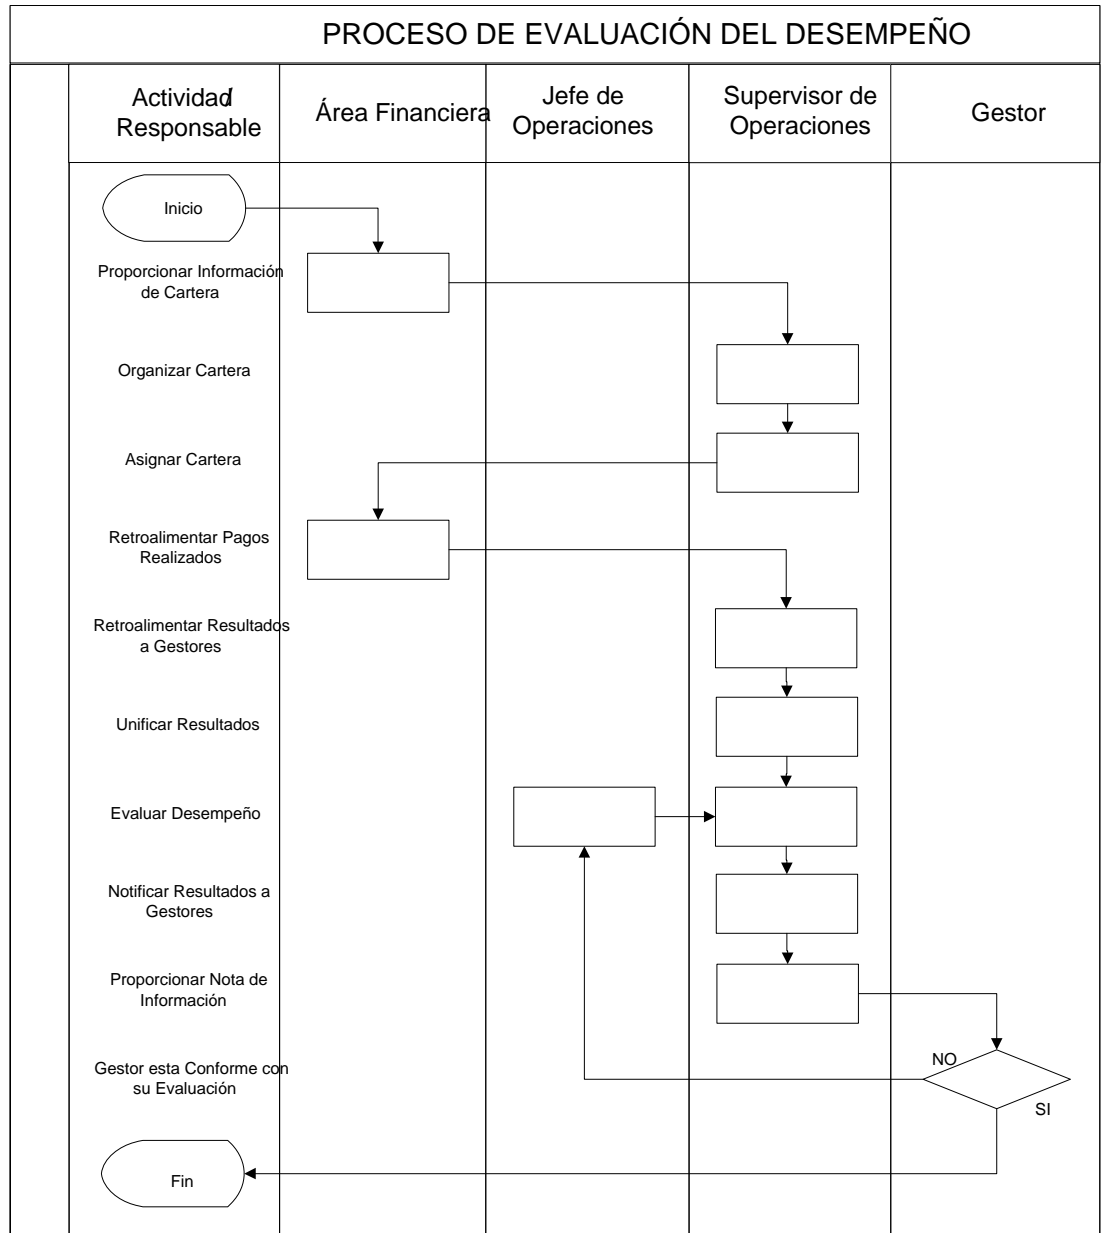 PROCESO DE EVALUACIÓN DEL DESEMPEÑO
Actividad/
Responsable
Área Financiera
Jefe de
Operaciones
Supervisor de
Operaciones
Gestor
Inicio
Proporcionar Información
de Cartera
Organizar Cartera
Asignar Cartera
Retroalimentar Pagos
Realizados
Retroalimentar Resultados
a Gestores
Unificar Resultados
Evaluar Desempeño
Notificar Resultados a
Gestores
Proporcionar Nota de
Información
Gestor esta Conforme con
su Evaluación
NO
SI
Fin